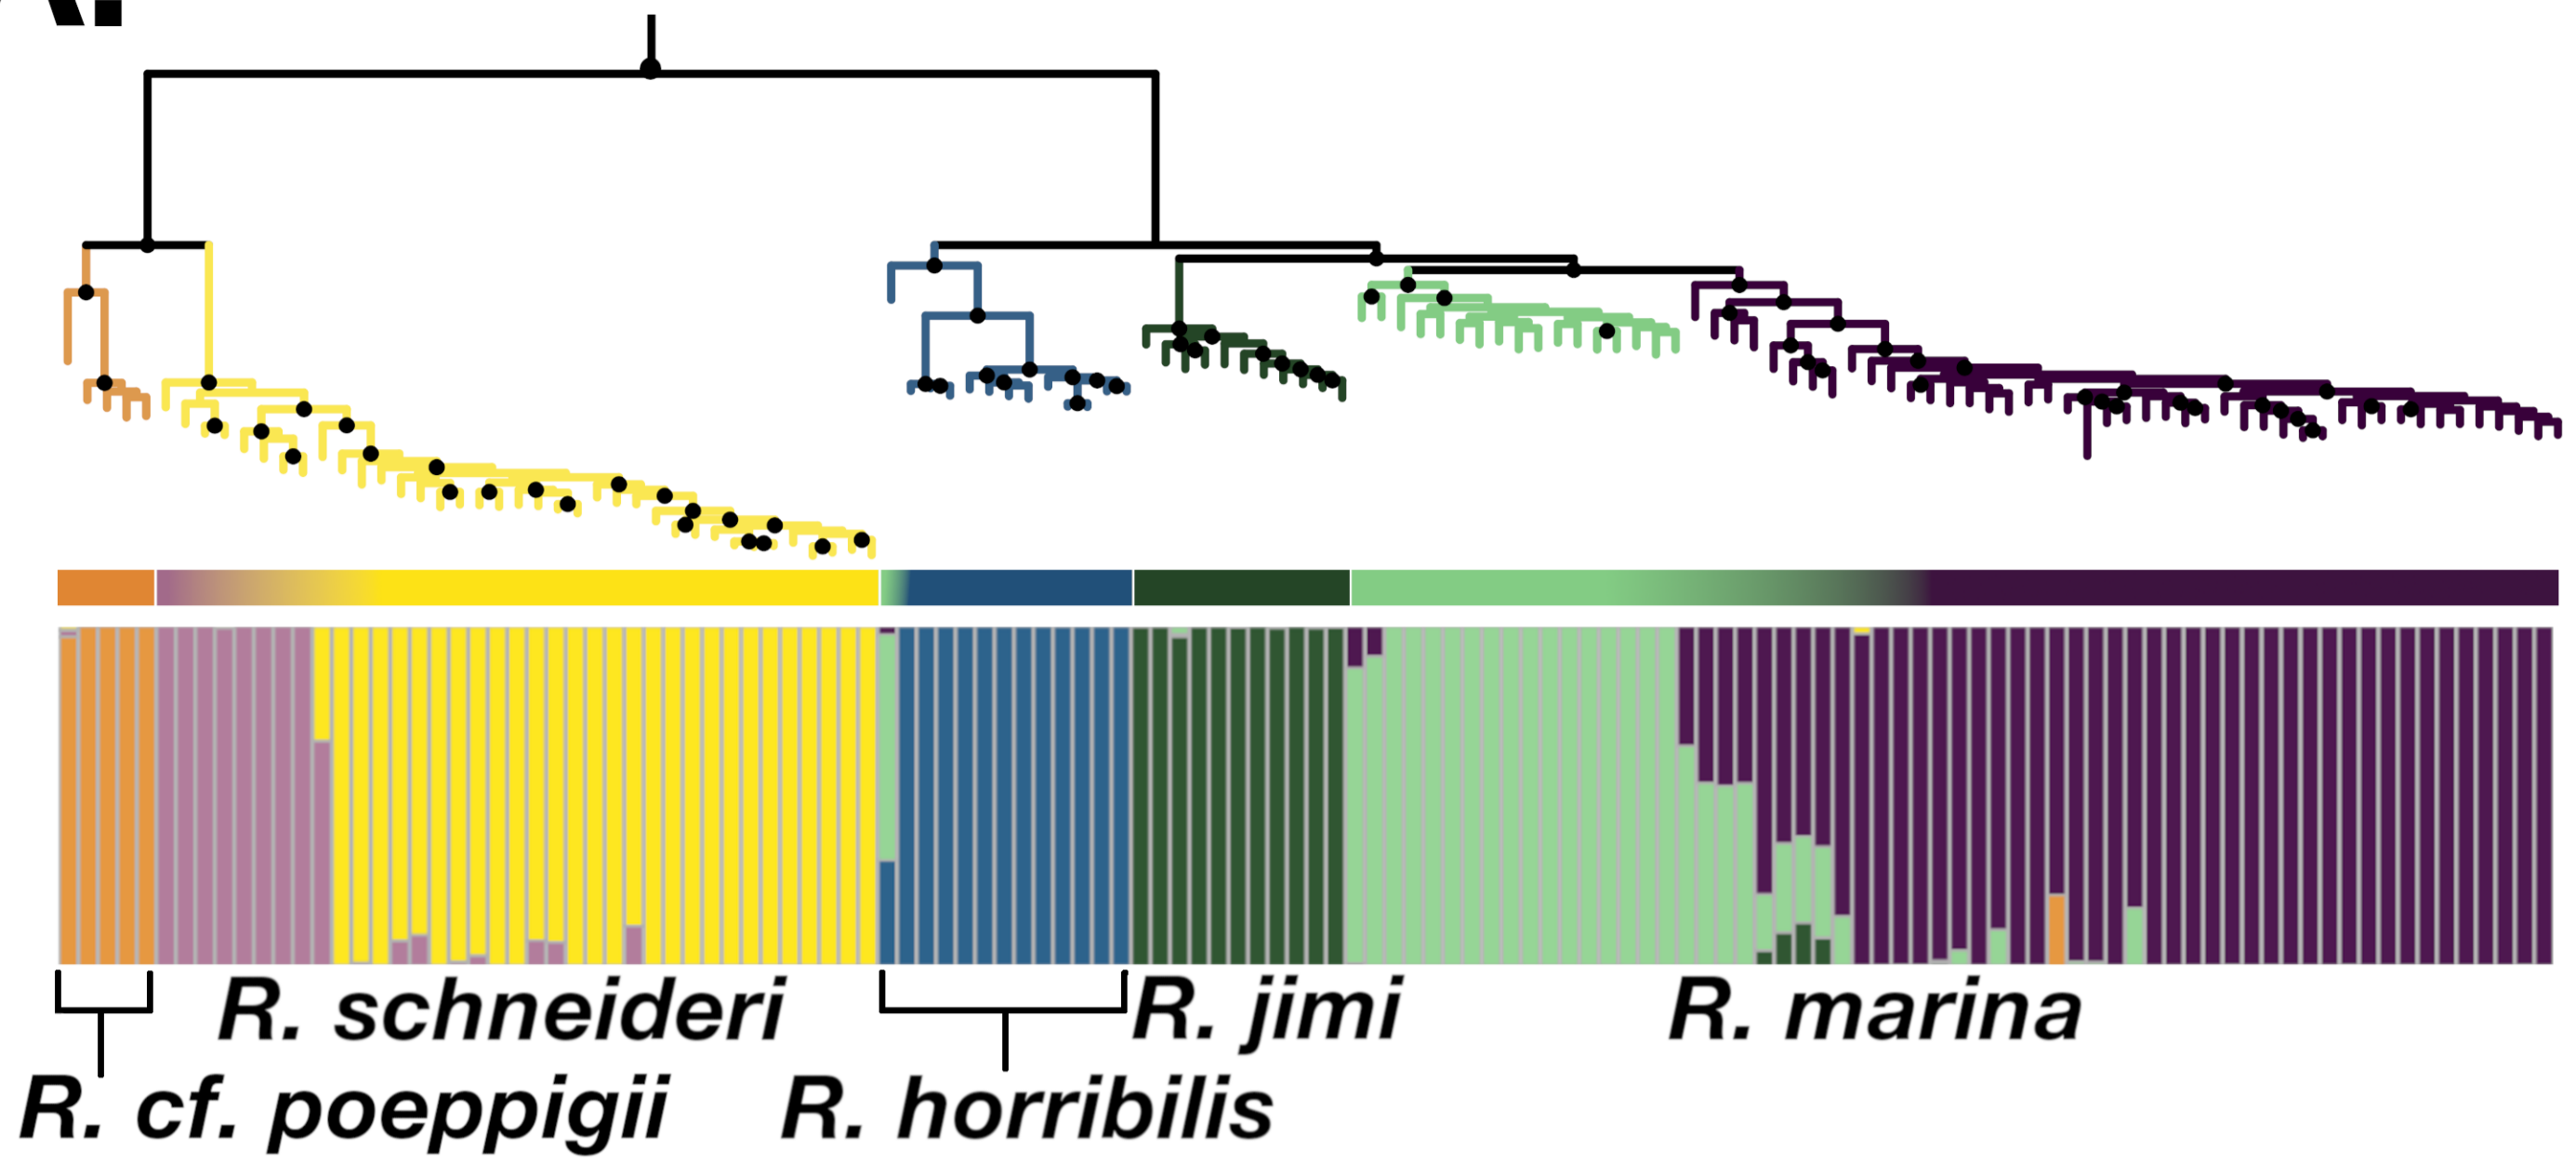 R. schneideri
R. jimi
R. marina
R. cf. poeppigii
R. horribilis